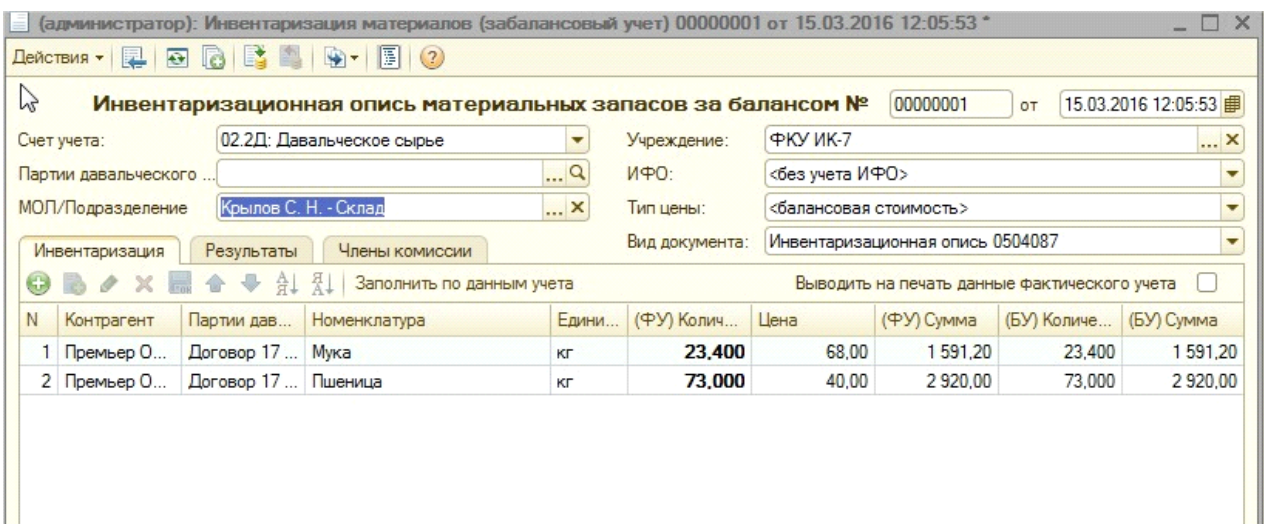 (администратор): Инвентаризация материалов (забалансовый учет) 00000001 от 15.03.2016 12:05:53 *
Действия
Инвентаризационная опись материальных запасов за балансом № 00000001 от 15.03.2016 12:05:53
Счет учета: 02.2Д: Давальческое сырье Учреждение: ФКУ ИК-7
Партии давальческого ... ИФО: <без учета ИФО>
МОЛ/Подразделение Крылов С. Н. - Склад Тип цены: <балансовая стоимость>
Инвентаризация Результаты Члены комиссии Вид документа: Инвентаризационная опись 0504087
Заполнить по данным учета Выводить на печать данные фактического учета
N Контрагент Партии дав... Номенклатура Едини... (ФУ) Колич... Цена (ФУ) Сумма (БУ) Количе... (БУ) Сумма
1 Премьер О... Договор 17 ... Мука кг 23,400 68,00 1 591,20 23,400 1 591,20
2 Премьер О... Договор 17 ... Пшеница кг 73,000 40,00 2 920,00 73,000 2 920,00